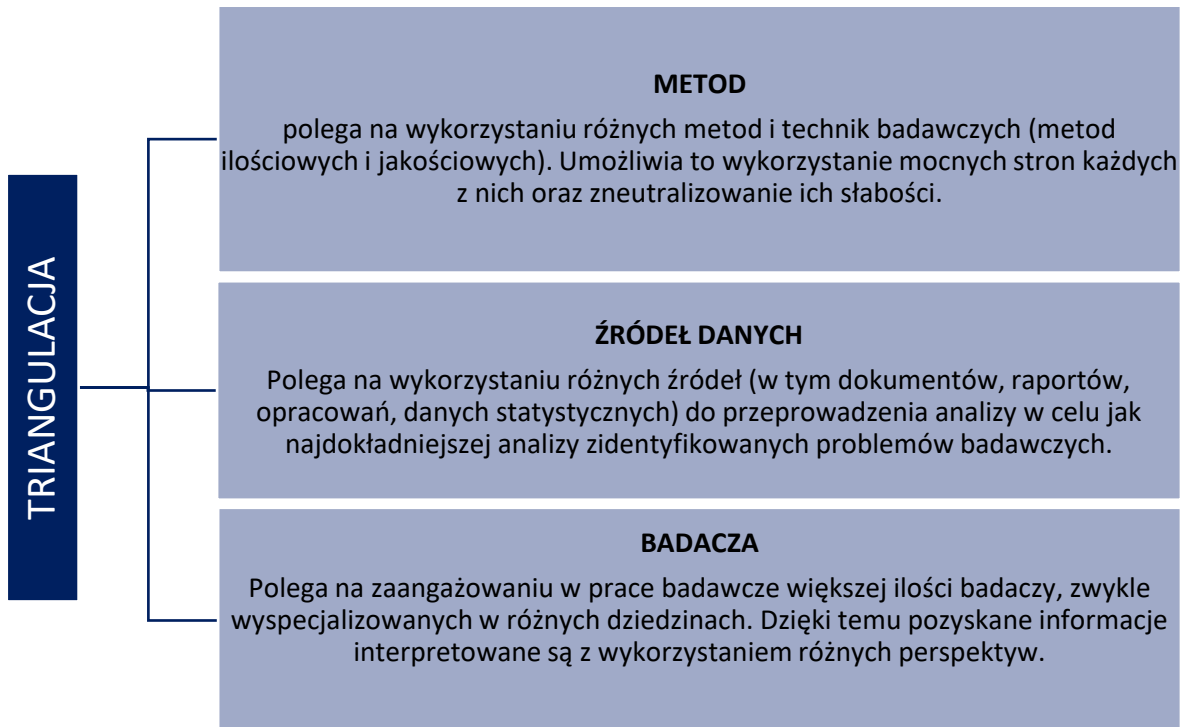 TRIANGULACJA
METOD
polega na wykorzystaniu różnych metod i technik badawczych (metod
ilościowych i jakościowych). Umożliwia to wykorzystanie mocnych stron każdych
z nich oraz zneutralizowanie ich słabości.
ŹRÓDEŁ DANYCH
Polega na wykorzystaniu różnych źródeł (w tym dokumentów, raportów,
opracowań, danych statystycznych) do przeprowadzenia analizy w celu jak
najdokładniejszej analizy zidentyfikowanych problemów badawczych.
BADACZA
Polega na zaangażowaniu w prace badawcze większej ilości badaczy, zwykle
wyspecjalizowanych w różnych dziedzinach. Dzięki temu pozyskane informacje
interpretowane są z wykorzystaniem różnych perspektyw.